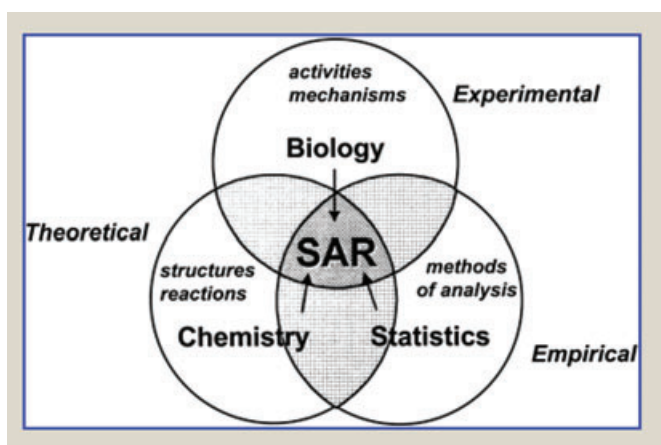 activities
mechanisms
Experimental
Biology
Theoretical
SAR
structures
reactions
methods
of analysis
Chemistry
Statistics
Empirical